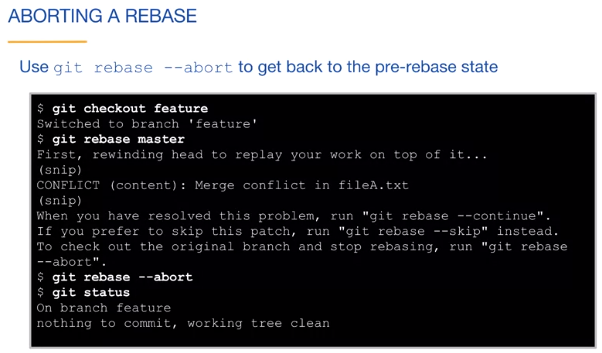 ABORTING A REBASE
Use git rebase --abort to get back to the pre-rebase state
$ git checkout feature
Switched to branch 'feature'
$ git rebase master
First, rewinding head to replay your work on top of it...
(snip)
CONFLICT (content): Merge conflict in fileA.txt
(snip)
When you have resolved this problem, run "git rebase --continue".
If you prefer to skip this patch, run "git rebase --skip" instead.
To check out the original branch and stop rebasing, run "git rebase
--abort".
$ git rebase --abort
$ git status
On branch feature
nothing to commit, working tree clean